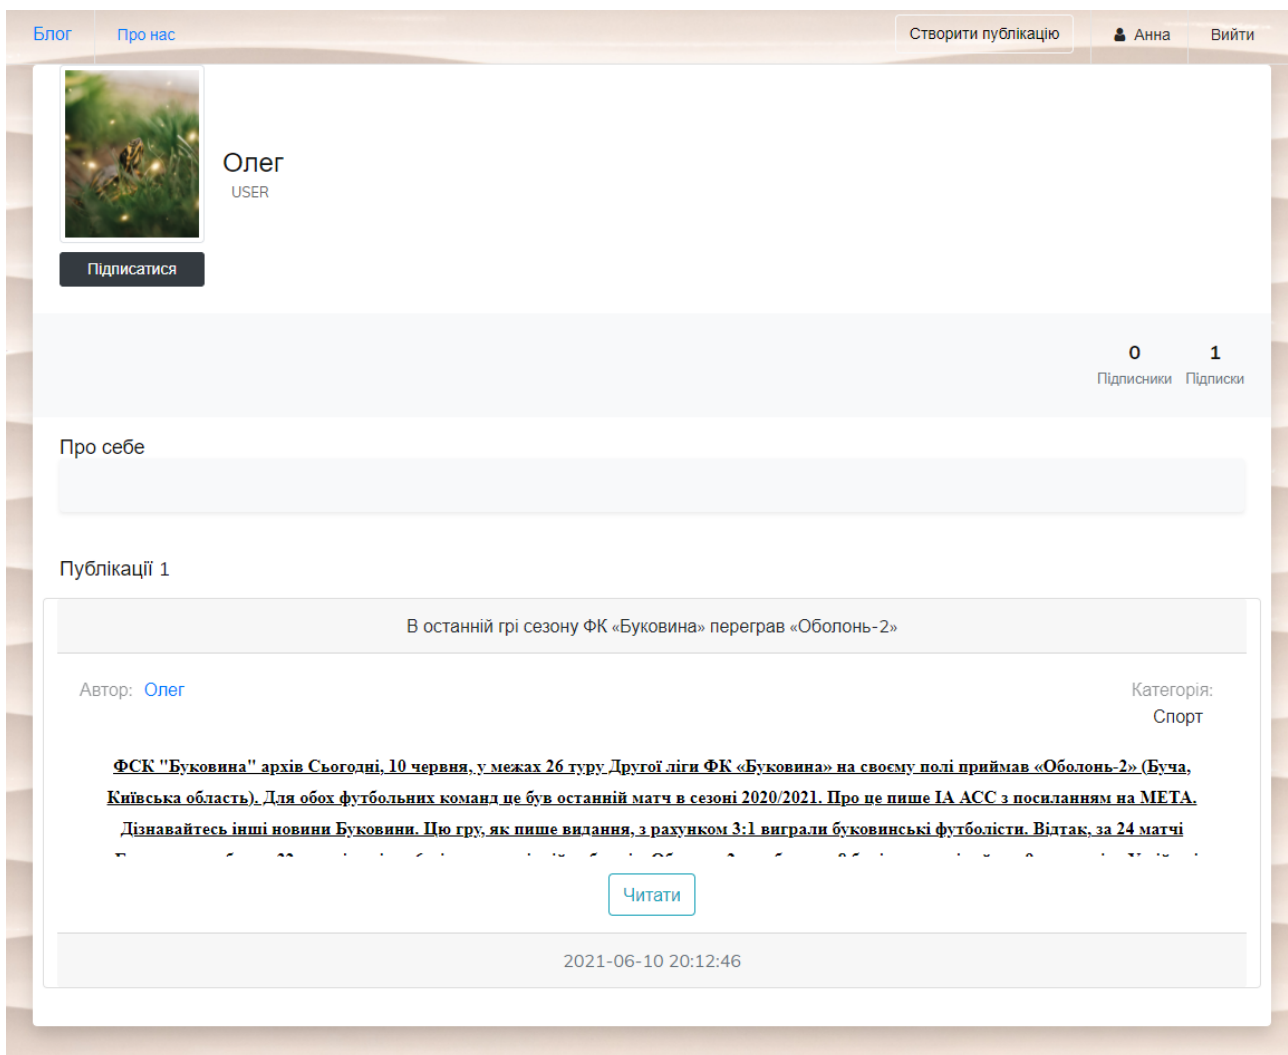 Блог Про нас Створити публікацію Анна Вийти
Олег
USER
Підписатися
0 1
Підписники Підписки
Про себе
Публікації 1
В останній грі сезону ФК «Буковина» переграв «Оболонь-2»
Автор: Олег Категорія:
Спорт
ФСК "Буковина" архів Сьогодні, 10 червня, у межах 26 туру Другої ліги ФК «Буковина» на своєму полі приймав «Оболонь-2» (Буча,
Київська область). Для обох футбольних команд це був останній матч в сезоні 2020/2021. Про це пише ІА АСС з посиланням на МЕТА.
Дізнавайтесь інші новини Буковини. Цю гру, як пише видання, з рахунком 3:1 виграли буковинські футболісти. Відтак, за 24 матчі
Читати
2021-06-10 20:12:46